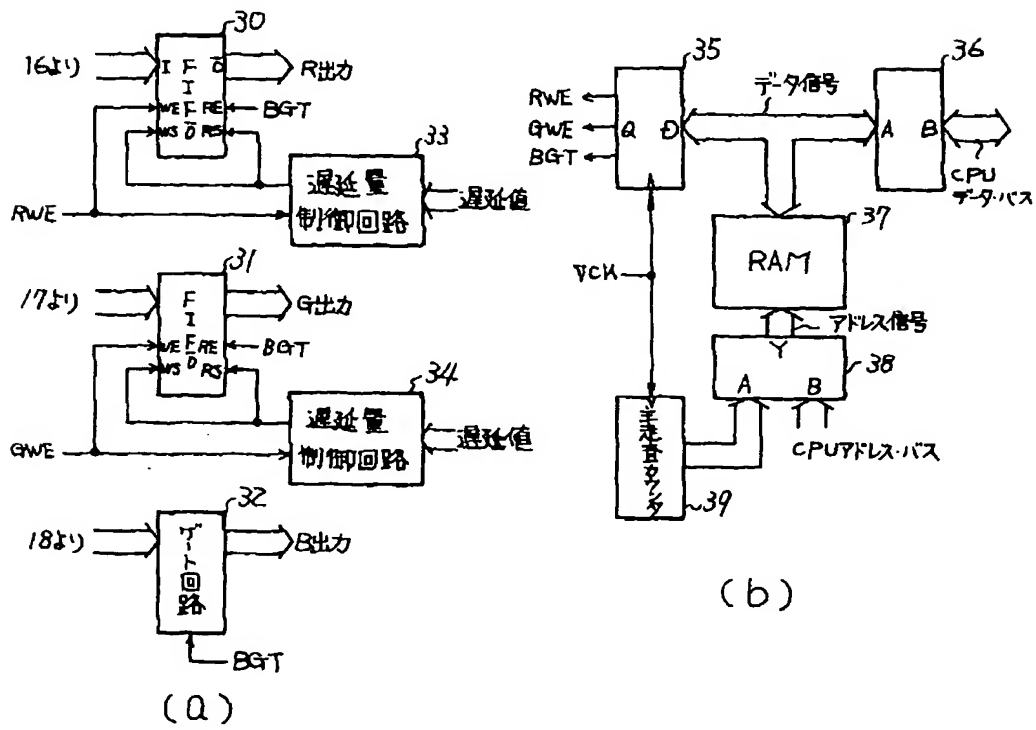 30
16より
I
F
I
F
O
O
R出力
WE
RE
BGT
WS
RS
33
遅延量
制御回路
遅延値
RWE
31
17より
F
I
F
O
G出力
WE
RE
BGT
WS
RS
34
遅延量
制御回路
遅延値
GWE
32
18より
ゲート回路
B出力
BGT
(a)
35
RWE
GWE
BGT
Q
D
データ信号
36
A
B
CPU
データ・バス
37
RAM
VCK
アドレス信号
Y
38
A
B
CPUアドレス・バス
主走査カウンタ
39
(b)